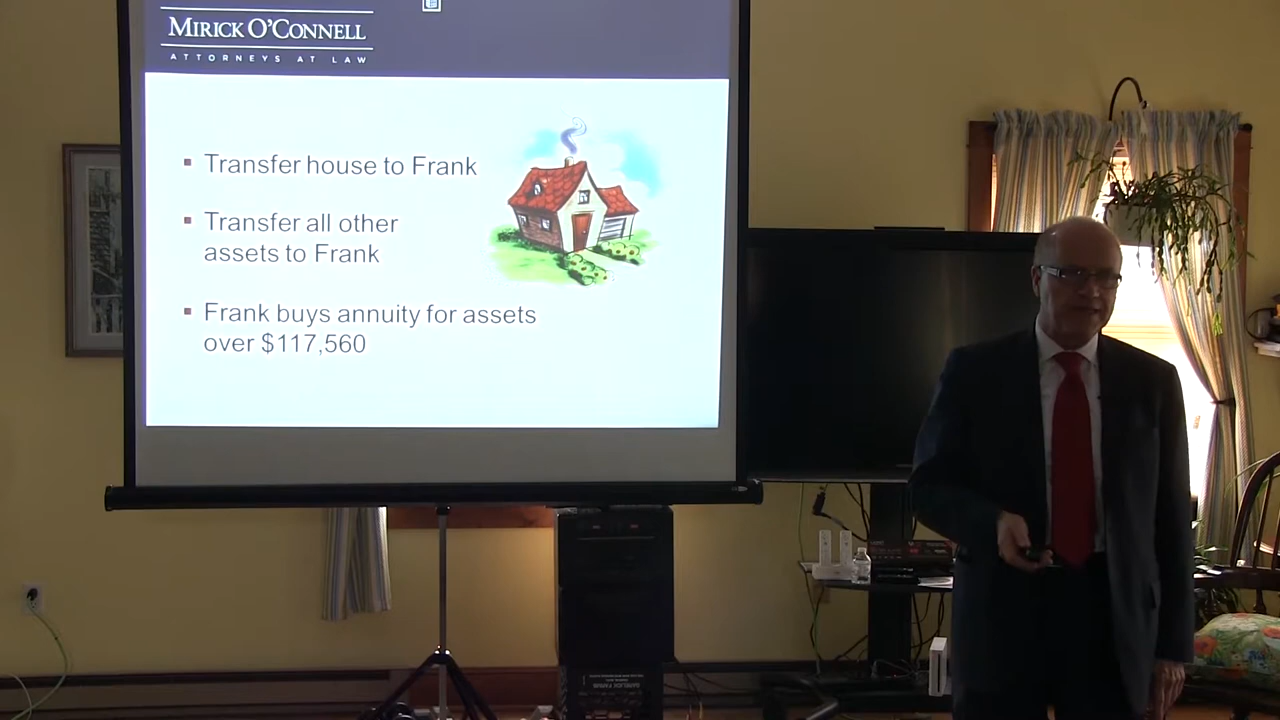 MIRICK O'CONNELL
ATTORNEYS AT LAW
Transfer house to Frank
Transfer all other
assets to Frank
Frank buys annuity for assets
over $117,560